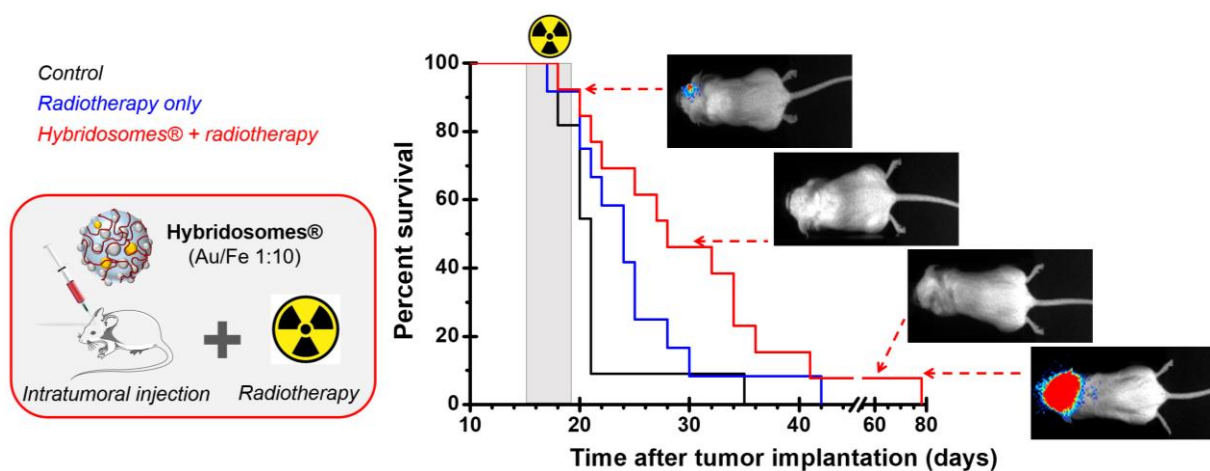 Control
Radiotherapy only
Hybridosomes® + radiotherapy
Hybridosomes®
(Au/Fe 1:10)
Intratumoral injection
Radiotherapy
Percent survival
100
80
60
40
20
0
10 20 30 40 60 80
Time after tumor implantation (days)